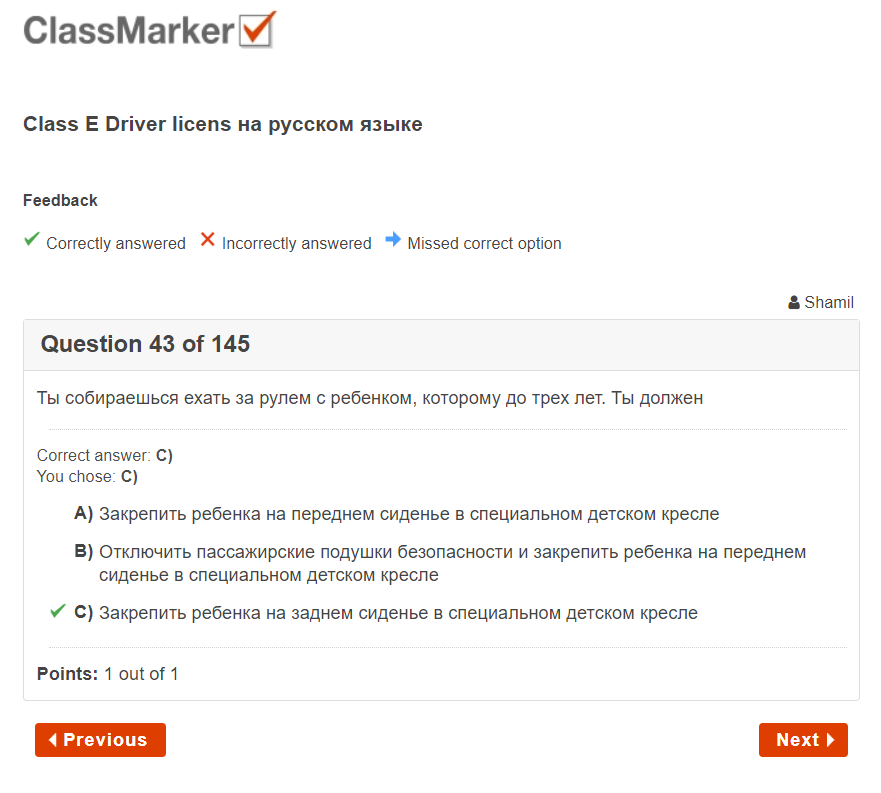 ClassMarker
Class E Driver licens на русском языке
Feedback
Correctly answered Incorrectly answered Missed correct option
Shamil
Question 43 of 145
Ты собираешься ехать за рулем с ребенком, которому до трех лет. Ты должен
Correct answer: C)
You chose: C)
A) Закрепить ребенка на переднем сиденье в специальном детском кресле
B) Отключить пассажирские подушки безопасности и закрепить ребенка на переднем
сиденье в специальном детском кресле
C) Закрепить ребенка на заднем сиденье в специальном детском кресле
Points: 1 out of 1
Previous Next